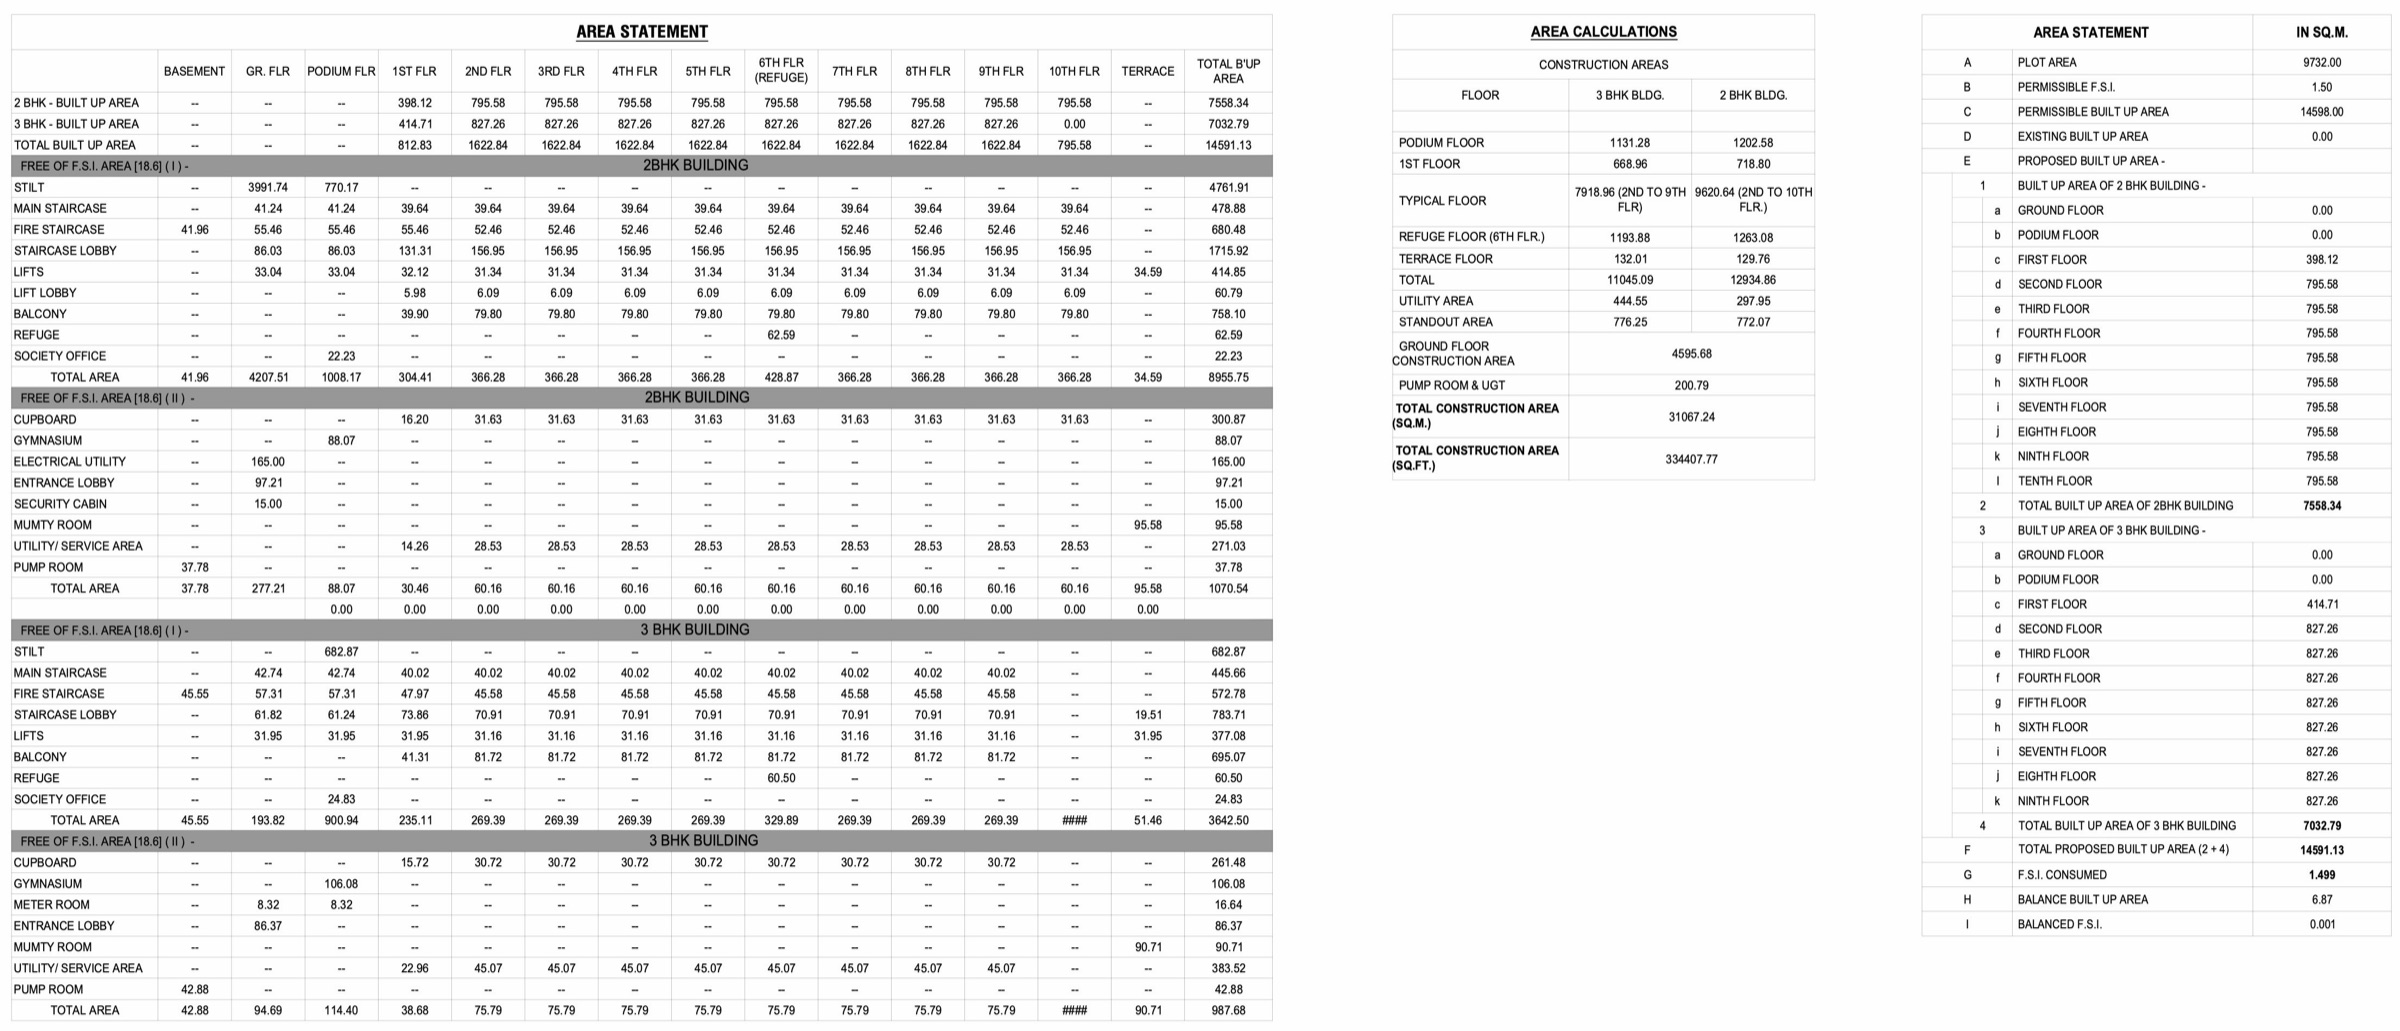 AREA STATEMENT
BASEMENT GR. FLR PODIUM FLR 1ST FLR 2ND FLR 3RD FLR 4TH FLR 5TH FLR 6TH FLR (REFUGE) 7TH FLR 8TH FLR 9TH FLR 10TH FLR TERRACE TOTAL B'UP AREA
2 BHK - BUILT UP AREA -- -- -- 398.12 795.58 795.58 795.58 795.58 795.58 795.58 795.58 795.58 795.58 -- 7558.34
3 BHK - BUILT UP AREA -- -- -- 414.71 827.26 827.26 827.26 827.26 827.26 827.26 827.26 827.26 0.00 -- 7032.79
TOTAL BUILT UP AREA -- -- -- 812.83 1622.84 1622.84 1622.84 1622.84 1622.84 1622.84 1622.84 1622.84 795.58 -- 14591.13
FREE OF F.S.I. AREA [18.6] ( I ) - 2BHK BUILDING
STILT -- 3991.74 770.17 -- -- -- -- -- -- -- -- -- -- -- 4761.91
MAIN STAIRCASE -- 41.24 41.24 39.64 39.64 39.64 39.64 39.64 39.64 39.64 39.64 39.64 39.64 -- 478.88
FIRE STAIRCASE 41.96 55.46 55.46 55.46 52.46 52.46 52.46 52.46 52.46 52.46 52.46 52.46 52.46 -- 680.48
STAIRCASE LOBBY -- 86.03 86.03 131.31 156.95 156.95 156.95 156.95 156.95 156.95 156.95 156.95 156.95 -- 1715.92
LIFTS -- 33.04 33.04 32.12 31.34 31.34 31.34 31.34 31.34 31.34 31.34 31.34 31.34 34.59 414.85
LIFT LOBBY -- -- -- 5.98 6.09 6.09 6.09 6.09 6.09 6.09 6.09 6.09 6.09 -- 60.79
BALCONY -- -- -- 39.90 79.80 79.80 79.80 79.80 79.80 79.80 79.80 79.80 79.80 -- 758.10
REFUGE -- -- -- -- -- -- -- -- 62.59 -- -- -- -- -- 62.59
SOCIETY OFFICE -- -- 22.23 -- -- -- -- -- -- -- -- -- -- -- 22.23
TOTAL AREA 41.96 4207.51 1008.17 304.41 366.28 366.28 366.28 366.28 428.87 366.28 366.28 366.28 366.28 34.59 8955.75
FREE OF F.S.I. AREA [18.6] ( II ) - 2BHK BUILDING
CUPBOARD -- -- -- 16.20 31.63 31.63 31.63 31.63 31.63 31.63 31.63 31.63 31.63 -- 300.87
GYMNASIUM -- -- 88.07 -- -- -- -- -- -- -- -- -- -- -- 88.07
ELECTRICAL UTILITY -- 165.00 -- -- -- -- -- -- -- -- -- -- -- -- 165.00
ENTRANCE LOBBY -- 97.21 -- -- -- -- -- -- -- -- -- -- -- -- 97.21
SECURITY CABIN -- 15.00 -- -- -- -- -- -- -- -- -- -- -- -- 15.00
MUMTY ROOM -- -- -- -- -- -- -- -- -- -- -- -- -- 95.58 95.58
UTILITY/ SERVICE AREA -- -- -- 14.26 28.53 28.53 28.53 28.53 28.53 28.53 28.53 28.53 28.53 -- 271.03
PUMP ROOM 37.78 -- -- -- -- -- -- -- -- -- -- -- -- -- 37.78
TOTAL AREA 37.78 277.21 88.07 30.46 60.16 60.16 60.16 60.16 60.16 60.16 60.16 60.16 60.16 95.58 1070.54
0.00 0.00 0.00 0.00 0.00 0.00 0.00 0.00 0.00 0.00 0.00 0.00
FREE OF F.S.I. AREA [18.6] ( I ) - 3 BHK BUILDING
STILT -- -- 682.87 -- -- -- -- -- -- -- -- -- -- -- 682.87
MAIN STAIRCASE -- 42.74 42.74 40.02 40.02 40.02 40.02 40.02 40.02 40.02 40.02 40.02 -- -- 445.66
FIRE STAIRCASE 45.55 57.31 57.31 47.97 45.58 45.58 45.58 45.58 45.58 45.58 45.58 45.58 -- -- 572.78
STAIRCASE LOBBY -- 61.82 61.24 73.86 70.91 70.91 70.91 70.91 70.91 70.91 70.91 70.91 -- 19.51 783.71
LIFTS -- 31.95 31.95 31.95 31.16 31.16 31.16 31.16 31.16 31.16 31.16 31.16 -- 31.95 377.08
BALCONY -- -- -- 41.31 81.72 81.72 81.72 81.72 81.72 81.72 81.72 81.72 -- -- 695.07
REFUGE -- -- -- -- -- -- -- -- 60.50 -- -- -- -- -- 60.50
SOCIETY OFFICE -- -- 24.83 -- -- -- -- -- -- -- -- -- -- -- 24.83
TOTAL AREA 45.55 193.82 900.94 235.11 269.39 269.39 269.39 269.39 329.89 269.39 269.39 269.39 #### 51.46 3642.50
FREE OF F.S.I. AREA [18.6] ( II ) - 3 BHK BUILDING
CUPBOARD -- -- -- 15.72 30.72 30.72 30.72 30.72 30.72 30.72 30.72 30.72 -- -- 261.48
GYMNASIUM -- -- 106.08 -- -- -- -- -- -- -- -- -- -- -- 106.08
METER ROOM -- 8.32 8.32 -- -- -- -- -- -- -- -- -- -- -- 16.64
ENTRANCE LOBBY -- 86.37 -- -- -- -- -- -- -- -- -- -- -- -- 86.37
MUMTY ROOM -- -- -- -- -- -- -- -- -- -- -- -- -- 90.71 90.71
UTILITY/ SERVICE AREA -- -- -- 22.96 45.07 45.07 45.07 45.07 45.07 45.07 45.07 45.07 -- -- 383.52
PUMP ROOM 42.88 -- -- -- -- -- -- -- -- -- -- -- -- -- 42.88
TOTAL AREA 42.88 94.69 114.40 38.68 75.79 75.79 75.79 75.79 75.79 75.79 75.79 75.79 #### 90.71 987.68
AREA CALCULATIONS
CONSTRUCTION AREAS
FLOOR 3 BHK BLDG. 2 BHK BLDG.
PODIUM FLOOR 1131.28 1202.58
1ST FLOOR 668.96 718.80
TYPICAL FLOOR 7918.96 (2ND TO 9TH FLR) 9620.64 (2ND TO 10TH FLR.)
REFUGE FLOOR (6TH FLR.) 1193.88 1263.08
TERRACE FLOOR 132.01 129.76
TOTAL 11045.09 12934.86
UTILITY AREA 444.55 297.95
STANDOUT AREA 776.25 772.07
GROUND FLOOR CONSTRUCTION AREA 4595.68
PUMP ROOM & UGT 200.79
TOTAL CONSTRUCTION AREA (SQ.M.) 31067.24
TOTAL CONSTRUCTION AREA (SQ.FT.) 334407.77
AREA STATEMENT IN SQ.M.
A PLOT AREA 9732.00
B PERMISSIBLE F.S.I. 1.50
C PERMISSIBLE BUILT UP AREA 14598.00
D EXISTING BUILT UP AREA 0.00
E PROPOSED BUILT UP AREA -
1 BUILT UP AREA OF 2 BHK BUILDING -
a GROUND FLOOR 0.00
b PODIUM FLOOR 0.00
c FIRST FLOOR 398.12
d SECOND FLOOR 795.58
e THIRD FLOOR 795.58
f FOURTH FLOOR 795.58
g FIFTH FLOOR 795.58
h SIXTH FLOOR 795.58
i SEVENTH FLOOR 795.58
j EIGHTH FLOOR 795.58
k NINTH FLOOR 795.58
l TENTH FLOOR 795.58
2 TOTAL BUILT UP AREA OF 2BHK BUILDING 7558.34
3 BUILT UP AREA OF 3 BHK BUILDING -
a GROUND FLOOR 0.00
b PODIUM FLOOR 0.00
c FIRST FLOOR 414.71
d SECOND FLOOR 827.26
e THIRD FLOOR 827.26
f FOURTH FLOOR 827.26
g FIFTH FLOOR 827.26
h SIXTH FLOOR 827.26
i SEVENTH FLOOR 827.26
j EIGHTH FLOOR 827.26
k NINTH FLOOR 827.26
4 TOTAL BUILT UP AREA OF 3 BHK BUILDING 7032.79
F TOTAL PROPOSED BUILT UP AREA (2 + 4) 14591.13
G F.S.I. CONSUMED 1.499
H BALANCE BUILT UP AREA 6.87
I BALANCED F.S.I. 0.001